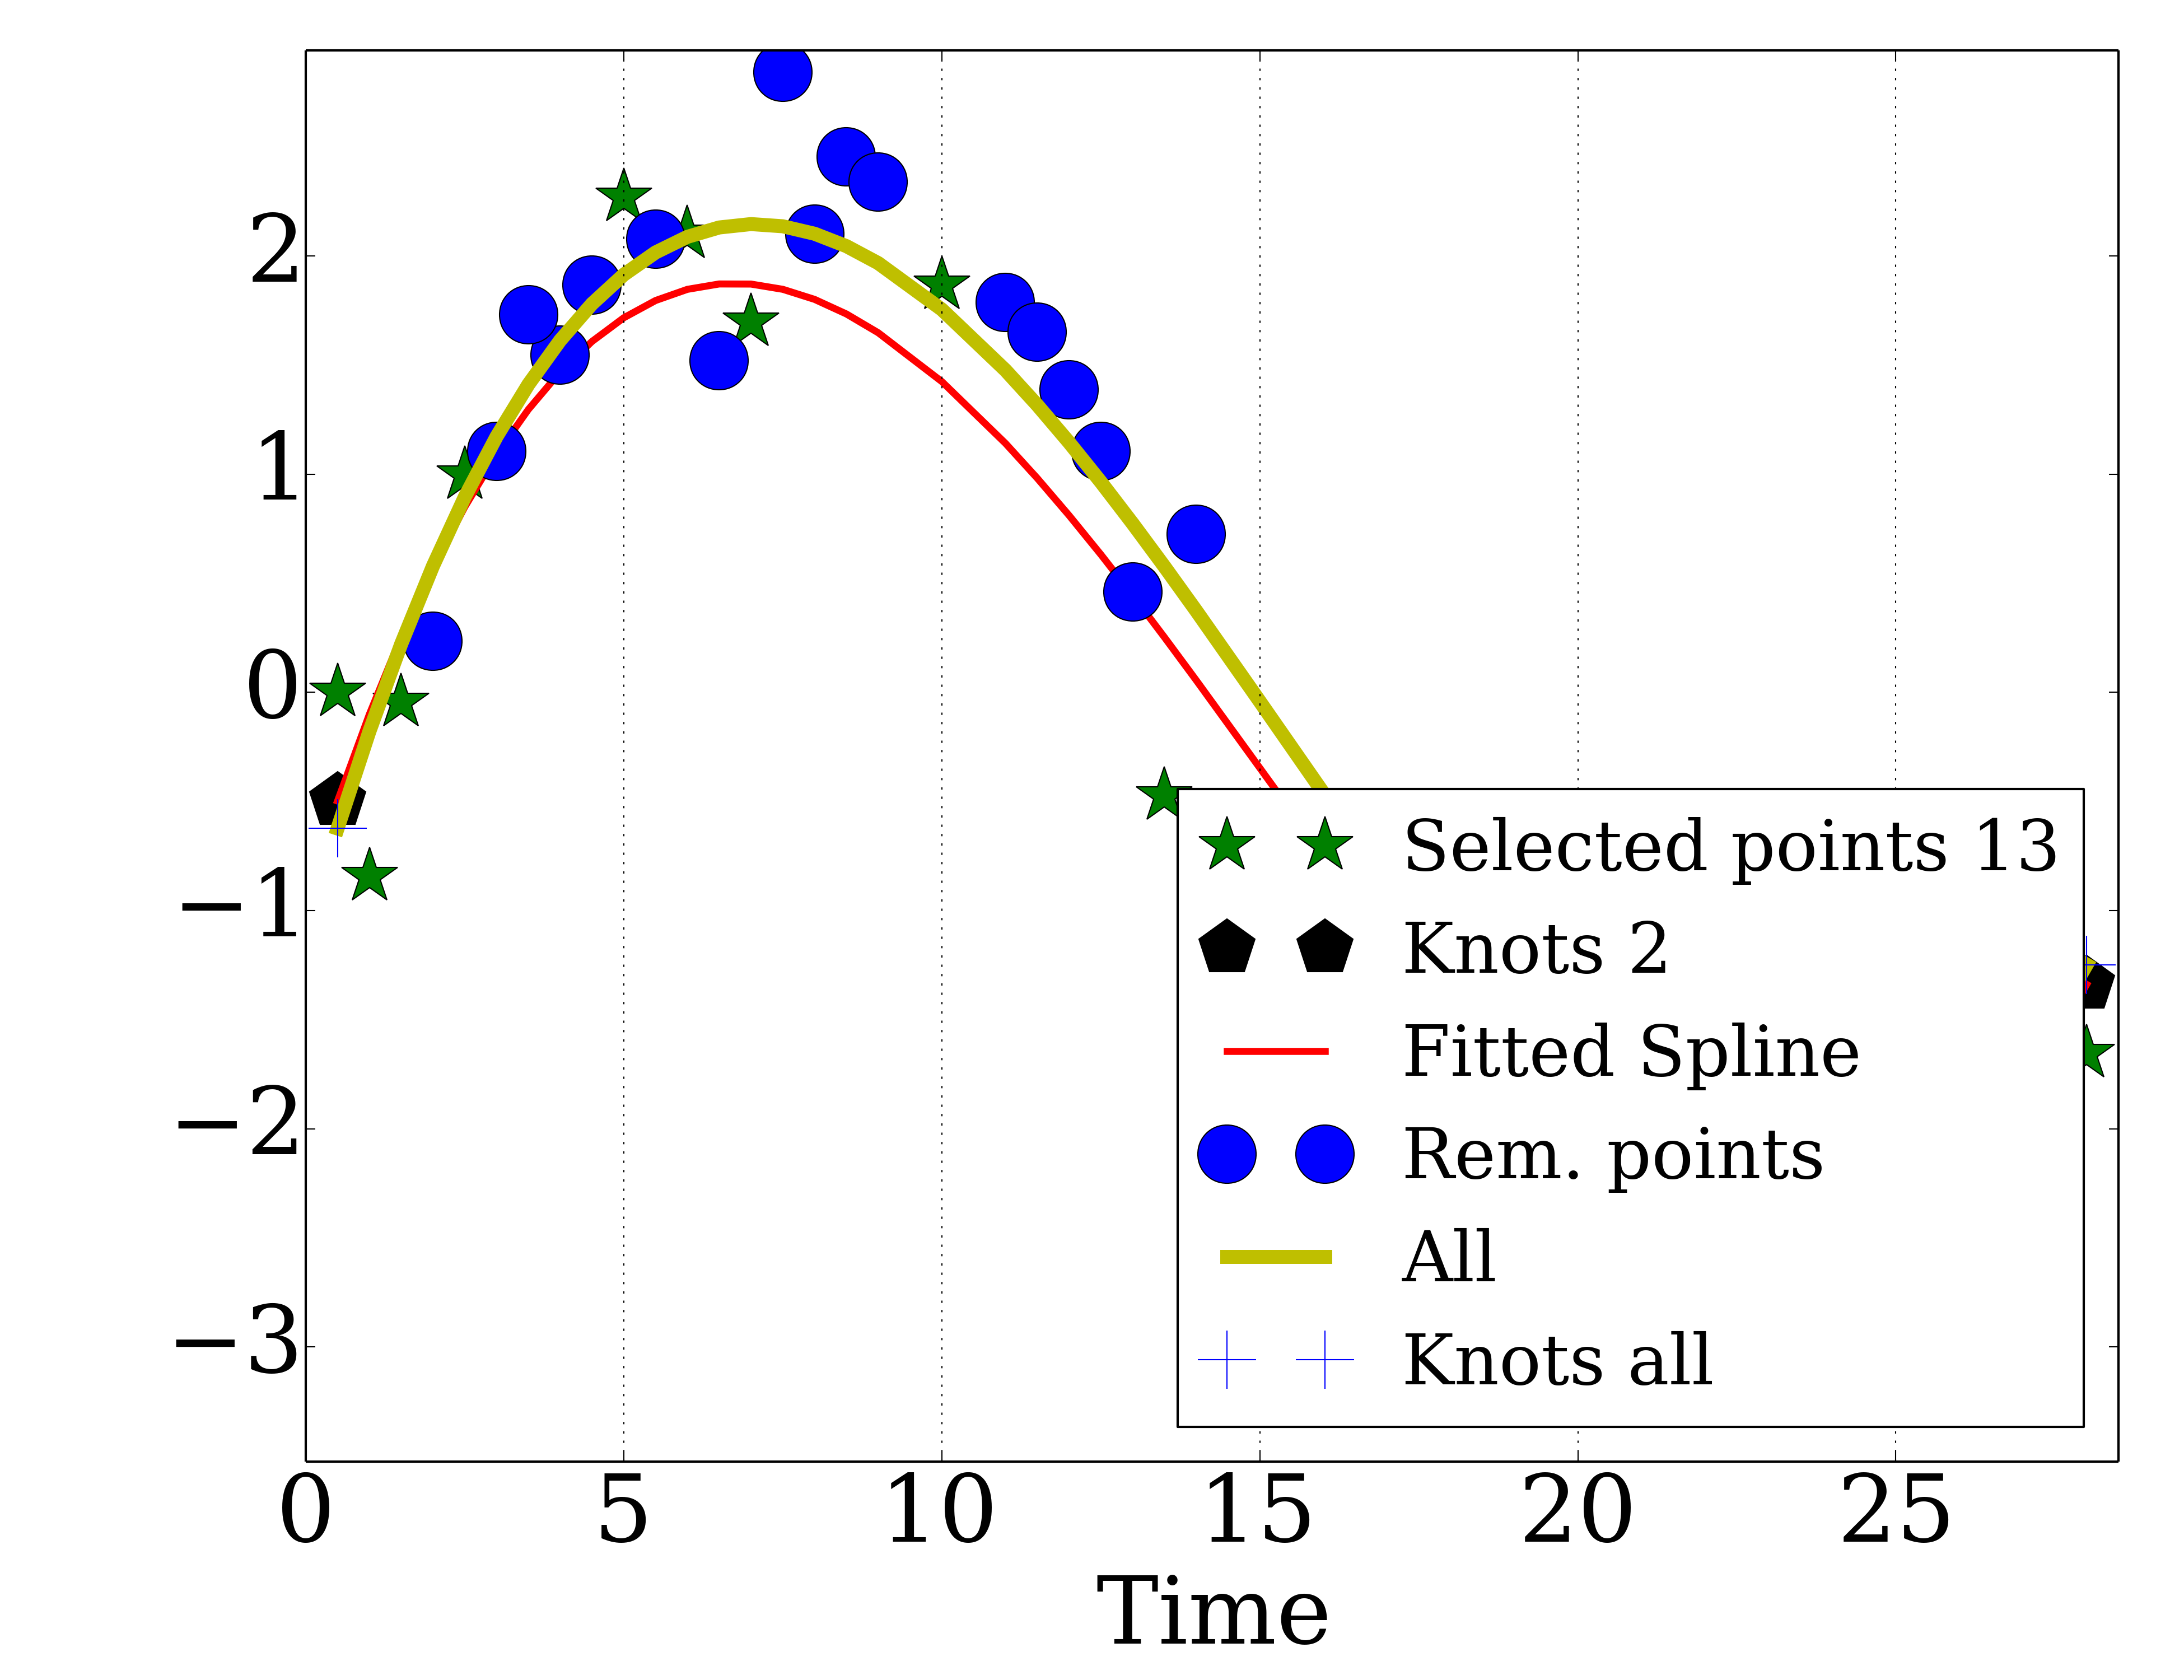 2
1
0
−1
−2
−3
0 5 10 15 20 25
Time
Selected points 13
Knots 2
Fitted Spline
Rem. points
All
Knots all